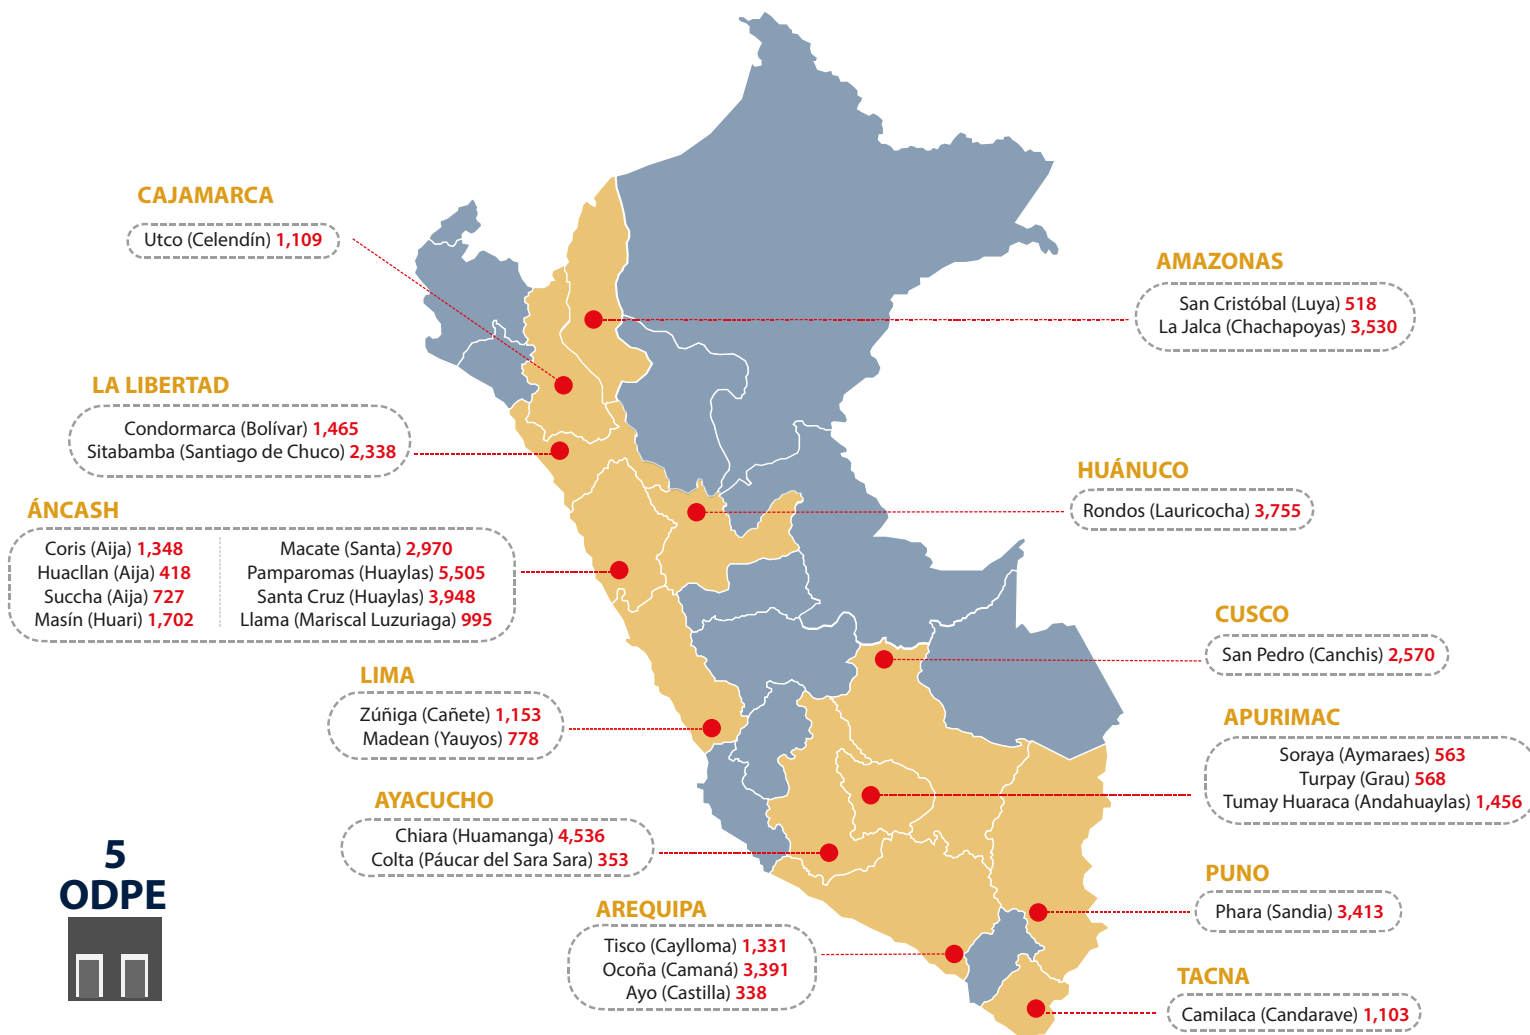 CAJAMARCA
Utco (Celendín) 1,109
AMAZONAS
San Cristóbal (Luya) 518
La Jalca (Chachapoyas) 3,530
LA LIBERTAD
Condormarca (Bolívar) 1,465
Sitabamba (Santiago de Chuco) 2,338
HUÁNUCO
Rondos (Lauricocha) 3,755
ÁNCASH
Coris (Aija) 1,348
Huacllan (Aija) 418
Succha (Aija) 727
Masín (Huari) 1,702
Macate (Santa) 2,970
Pamparomas (Huaylas) 5,505
Santa Cruz (Huaylas) 3,948
Llama (Mariscal Luzuriaga) 995
CUSCO
San Pedro (Canchis) 2,570
LIMA
Zúñiga (Cañete) 1,153
Madean (Yauyos) 778
APURIMAC
Soraya (Aymaraes) 563
Turpay (Grau) 568
Tumay Huaraca (Andahuaylas) 1,456
AYACUCHO
Chiara (Huamanga) 4,536
Colta (Páucar del Sara Sara) 353
PUNO
Phara (Sandia) 3,413
AREQUIPA
Tisco (Caylloma) 1,331
Ocoña (Camaná) 3,391
Ayo (Castilla) 338
TACNA
Camilaca (Candarave) 1,103
5
ODPE